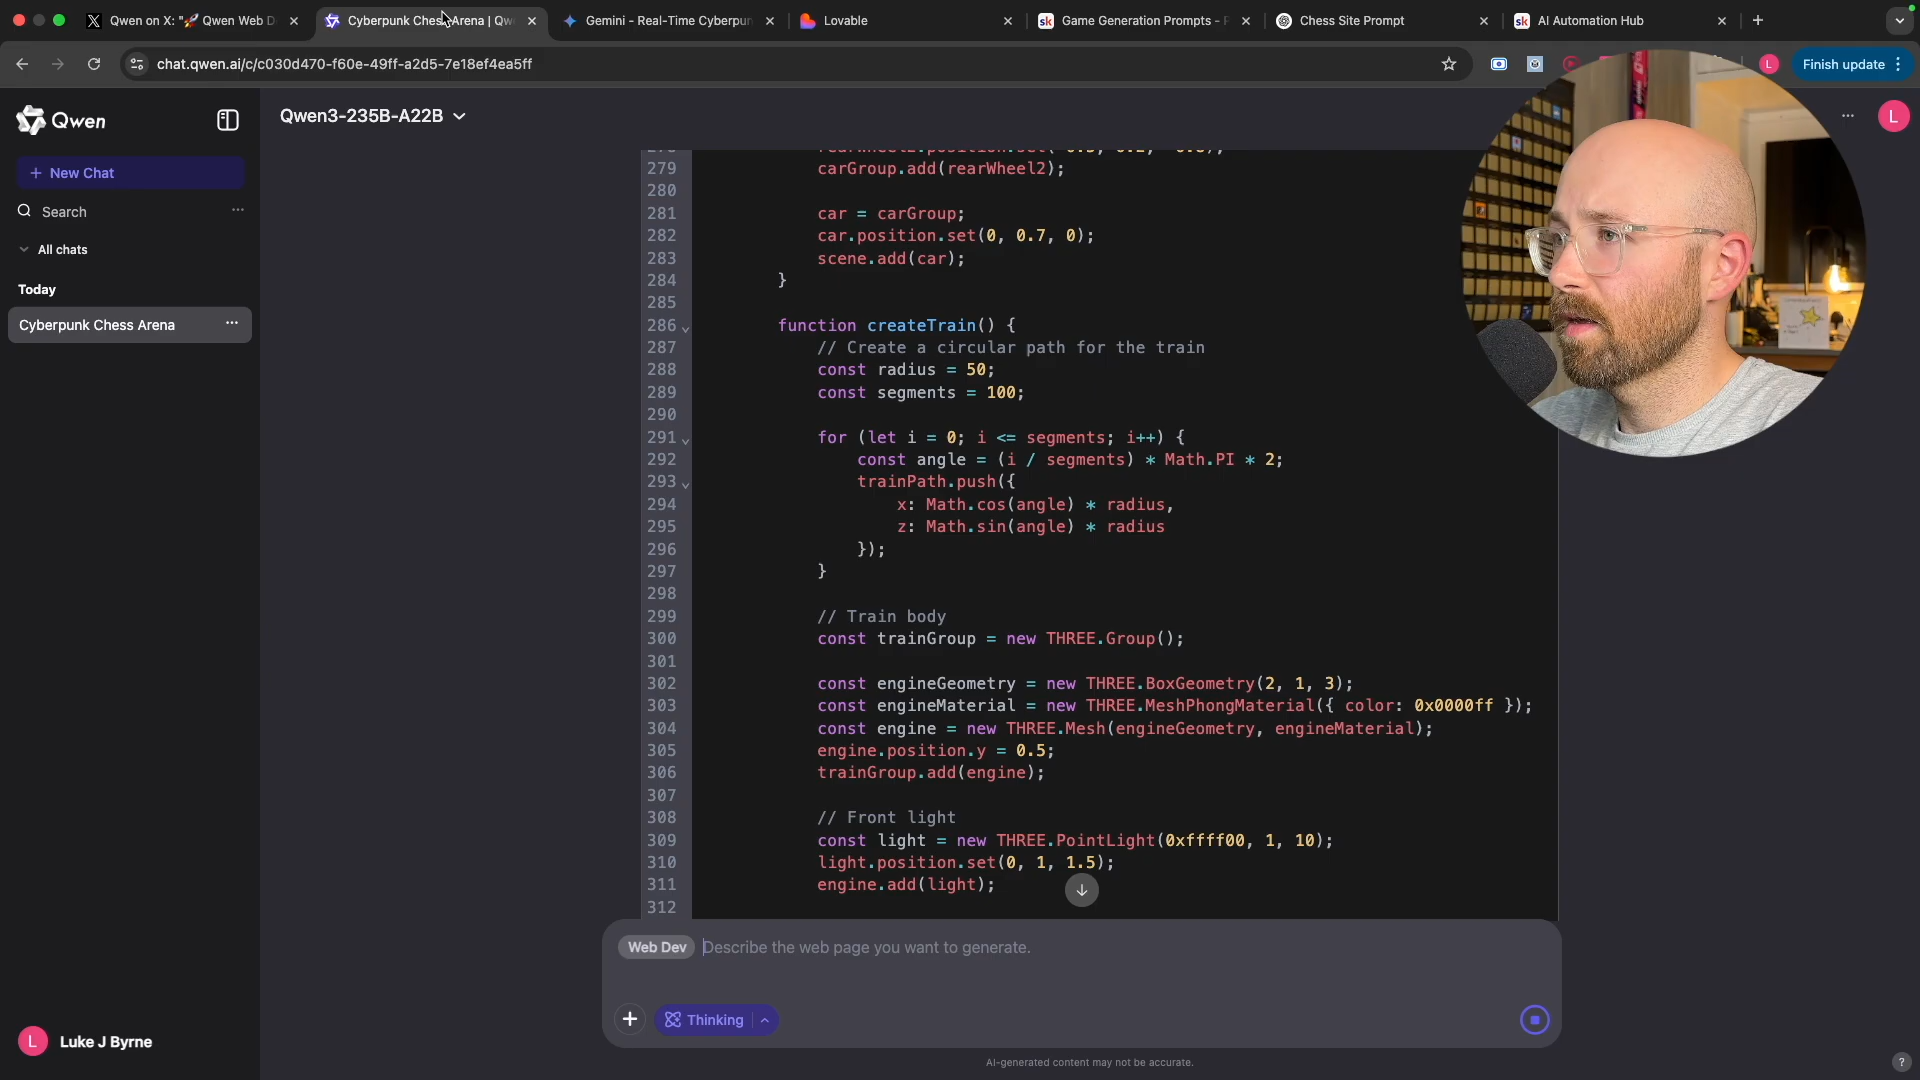 Qwen on X: "🚀 Qwen Web D
Cyberpunk Chess Arena | Qw
Gemini - Real-Time Cyberpun
Lovable
Game Generation Prompts - F
Chess Site Prompt
AI Automation Hub
chat.qwen.ai/c/c030d470-f60e-49ff-a2d5-7e18ef4ea5ff
L
Finish update
Qwen
Qwen3-235B-A22B
L
New Chat
Search
All chats
Today
Cyberpunk Chess Arena
279 carGroup.add(rearWheel2);
280
281 car = carGroup;
282 car.position.set(0, 0.7, 0);
283 scene.add(car);
284 }
285
286 function createTrain() {
287 // Create a circular path for the train
288 const radius = 50;
289 const segments = 100;
290
291 for (let i = 0; i <= segments; i++) {
292 const angle = (i / segments) * Math.PI * 2;
293 trainPath.push({
294 x: Math.cos(angle) * radius,
295 z: Math.sin(angle) * radius
296 });
297 }
298
299 // Train body
300 const trainGroup = new THREE.Group();
301
302 const engineGeometry = new THREE.BoxGeometry(2, 1, 3);
303 const engineMaterial = new THREE.MeshPhongMaterial({ color: 0x0000ff });
304 const engine = new THREE.Mesh(engineGeometry, engineMaterial);
305 engine.position.y = 0.5;
306 trainGroup.add(engine);
307
308 // Front light
309 const light = new THREE.PointLight(0xffff00, 1, 10);
310 light.position.set(0, 1, 1.5);
311 engine.add(light);
312
Web Dev Describe the web page you want to generate.
Thinking
L Luke J Byrne
AI-generated content may not be accurate.
?